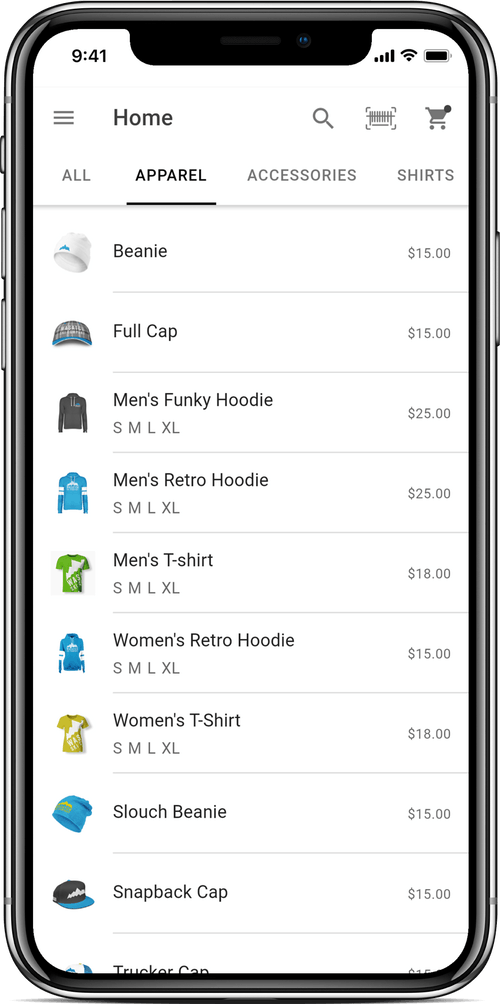 9:41
Home
ALL APPAREL ACCESSORIES SHIRTS
Beanie $15.00
Full Cap $15.00
Men's Funky Hoodie
S M L XL $25.00
Men's Retro Hoodie
S M L XL $25.00
Men's T-shirt
S M L XL $18.00
Women's Retro Hoodie
S M L XL $15.00
Women's T-Shirt
S M L XL $18.00
Slouch Beanie $15.00
Snapback Cap $15.00
Trucker Cap